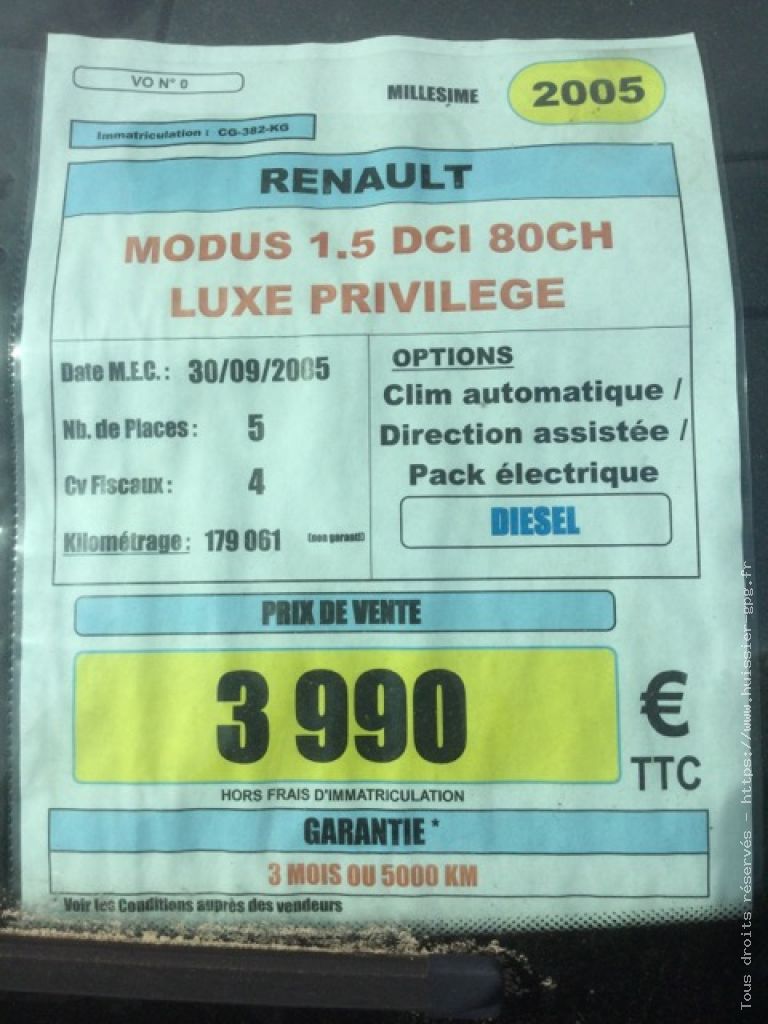 VO N° 0
MILLESIME 2005
Immatriculation : CG-382-KG
RENAULT
MODUS 1.5 DCI 80CH
LUXE PRIVILEGE
Date M.E.C. : 30/09/2005
Nb. de Places : 5
Cv Fiscaux : 4
Kilométrage : 179 061 (non garanti)
OPTIONS
Clim automatique /
Direction assistée /
Pack électrique
DIESEL
PRIX DE VENTE
3 990 € TTC
HORS FRAIS D'IMMATRICULATION
GARANTIE *
3 MOIS OU 5000 KM
* Voir les Conditions auprès des vendeurs
Tous droits réservés - https://www.huissier-gpg.fr